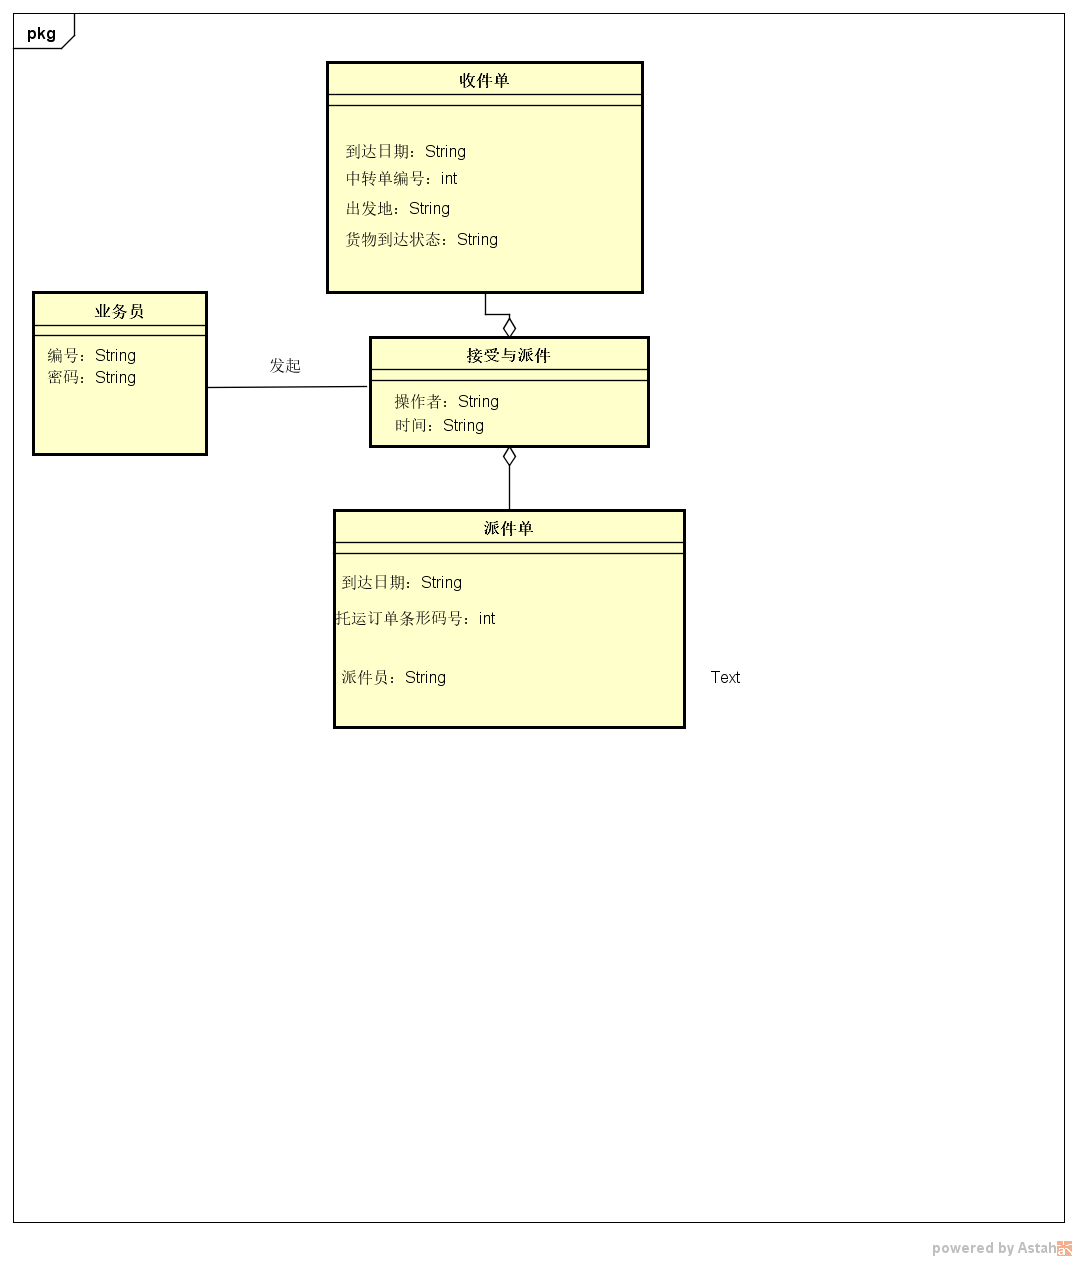 pkg
收件单
到达日期：String
中转单编号：int
出发地：String
货物到达状态：String
业务员
编号：String
密码：String
发起
接受与派件
操作者：String
时间：String
派件单
到达日期：String
托运订单条形码号：int
派件员：String
Text
powered by Astah